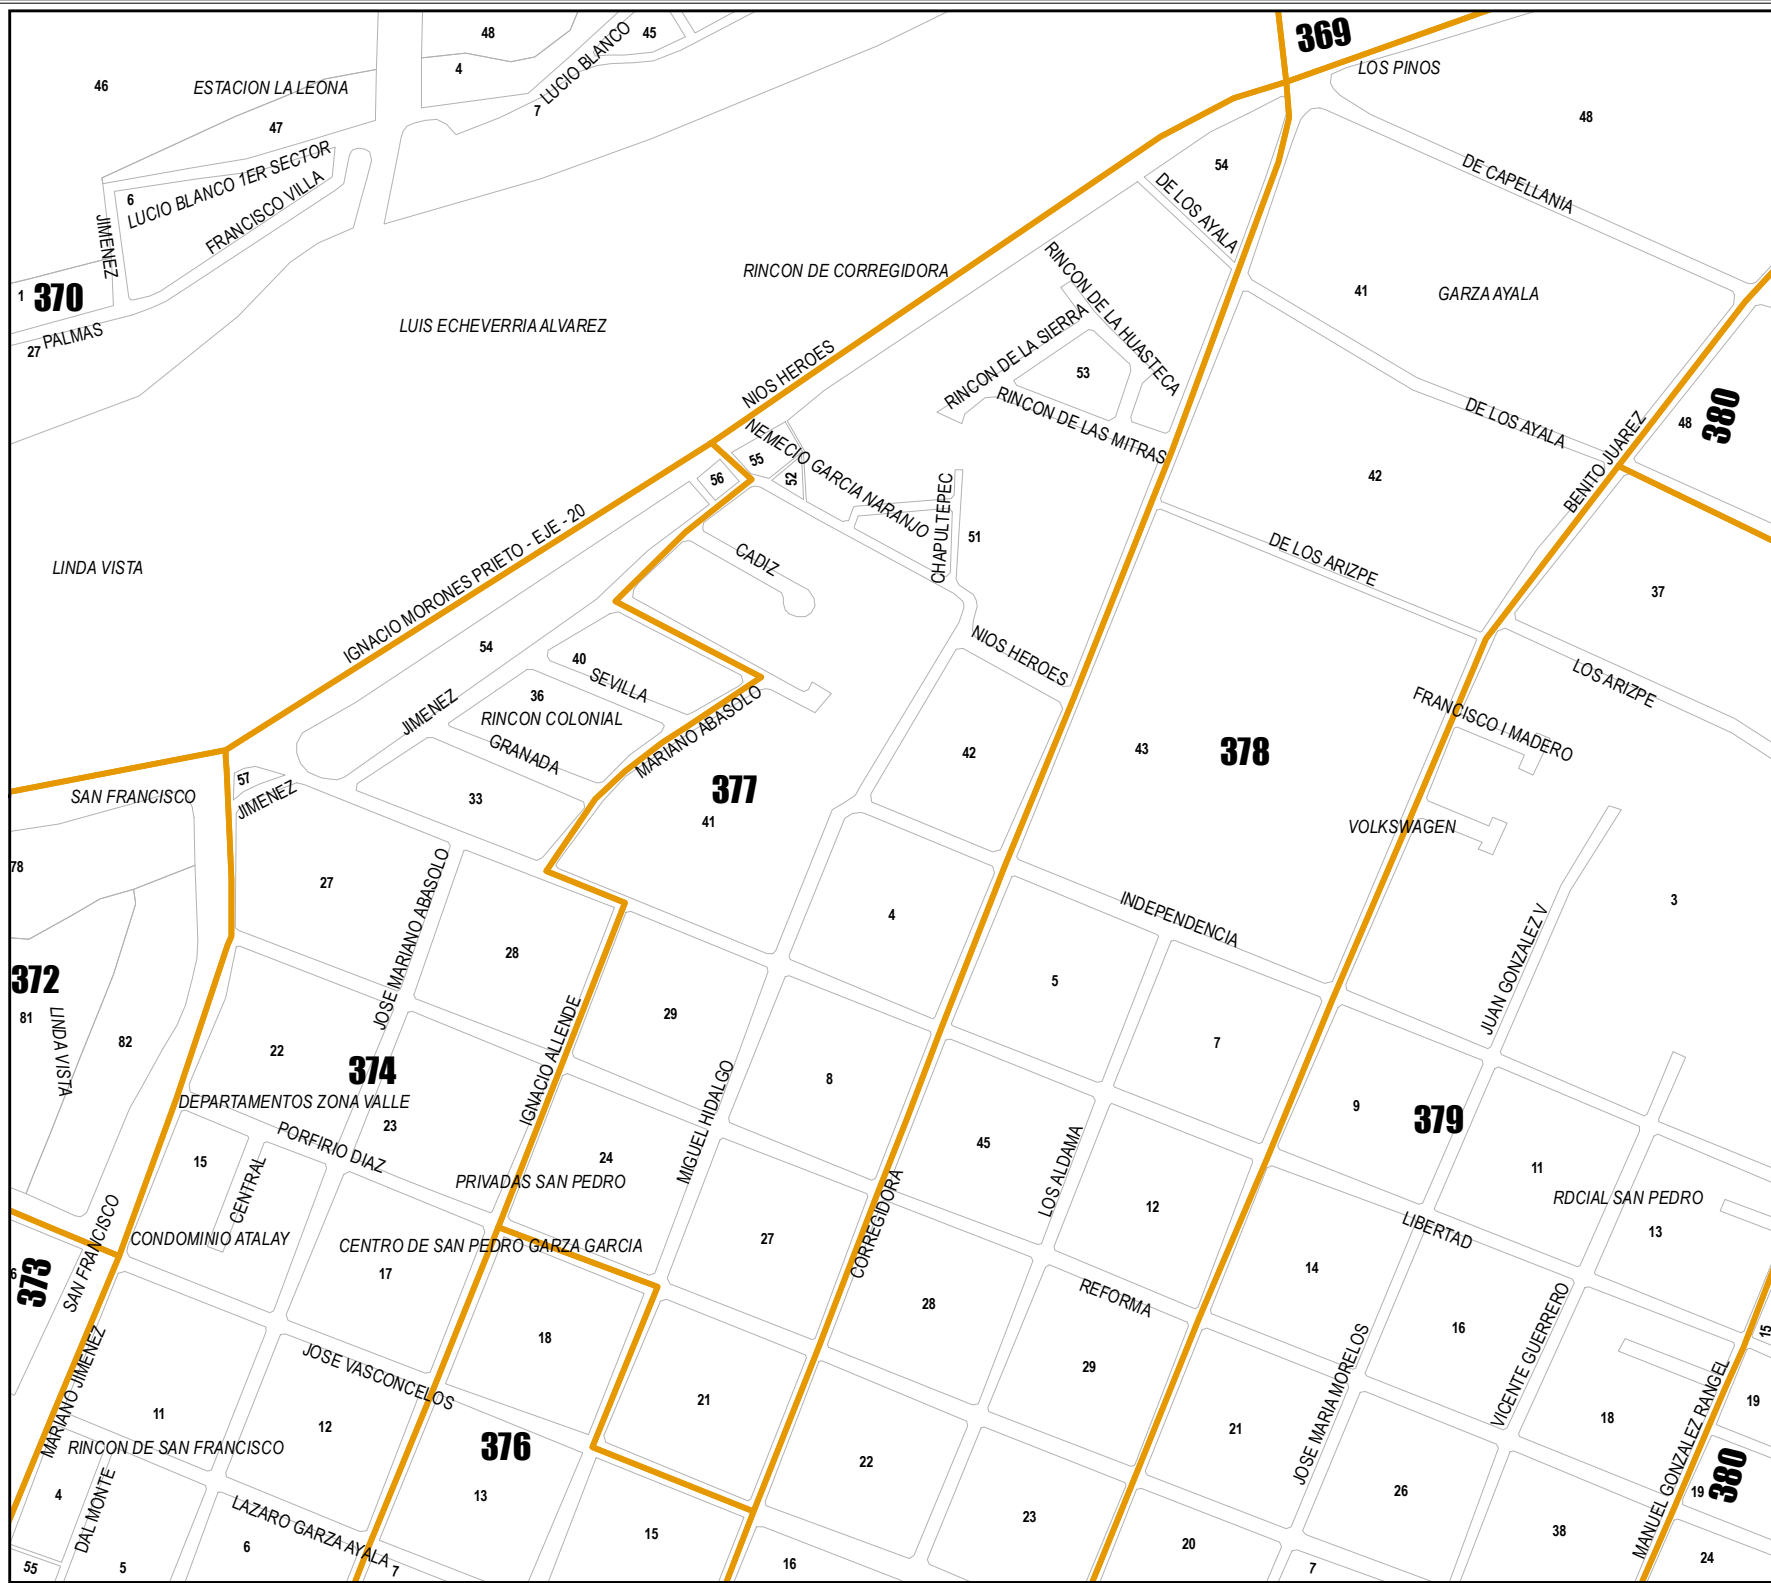 48
45
369
LOS PINOS
46
ESTACION LA LEONA
4
7
LUCIO BLANCO
48
47
54
DE CAPELLANIA
6
LUCIO BLANCO 1ER SECTOR
FRANCISCO VILLA
JIMENEZ
DE LOS AYALA
RINCON DE CORREGIDORA
RINCON DE LA HUASTECA
1
370
41
GARZA AYALA
27
PALMAS
LUIS ECHEVERRIA ALVAREZ
RINCON DE LA SIERRA
53
NIOS HEROES
RINCON DE LAS MITRAS
DE LOS AYALA
BENITO JUAREZ
48
380
NEMECIO GARCIA NARANJO
55
52
56
42
CHAPULTEPEC
51
IGNACIO MORONES PRIETO - EJE - 20
CADIZ
DE LOS ARIZPE
LINDA VISTA
37
NIOS HEROES
54
40
SEVILLA
LOS ARIZPE
36
RINCON COLONIAL
JIMENEZ
GRANADA
MARIANO ABASOLO
FRANCISCO I MADERO
42
43
378
57
JIMENEZ
SAN FRANCISCO
33
377
41
VOLKSWAGEN
78
27
JOSE MARIANO ABASOLO
28
4
INDEPENDENCIA
3
JUAN GONZALEZ V
372
81
LINDA VISTA
82
5
29
IGNACIO ALLENDE
22
374
7
8
MIGUEL HIDALGO
DEPARTAMENTOS ZONA VALLE
23
PORFIRIO DIAZ
9
379
15
CENTRAL
24
45
LOS ALDAMA
11
PRIVADAS SAN PEDRO
RDCIAL SAN PEDRO
12
13
LIBERTAD
SAN FRANCISCO
CONDOMINIO ATALAY
CENTRO DE SAN PEDRO GARZA GARCIA
27
CORREGIDORA
6
373
17
14
28
REFORMA
18
16
VICENTE GUERRERO
15
MARIANO JIMENEZ
JOSE VASCONCELOS
29
JOSE MARIA MORELOS
MANUEL GONZALEZ RANGEL
11
12
21
18
19
21
RINCON DE SAN FRANCISCO
376
22
380
19
4
DAL MONTE
13
26
LAZARO GARZA AYALA
23
15
38
6
20
24
55
5
7
16
7